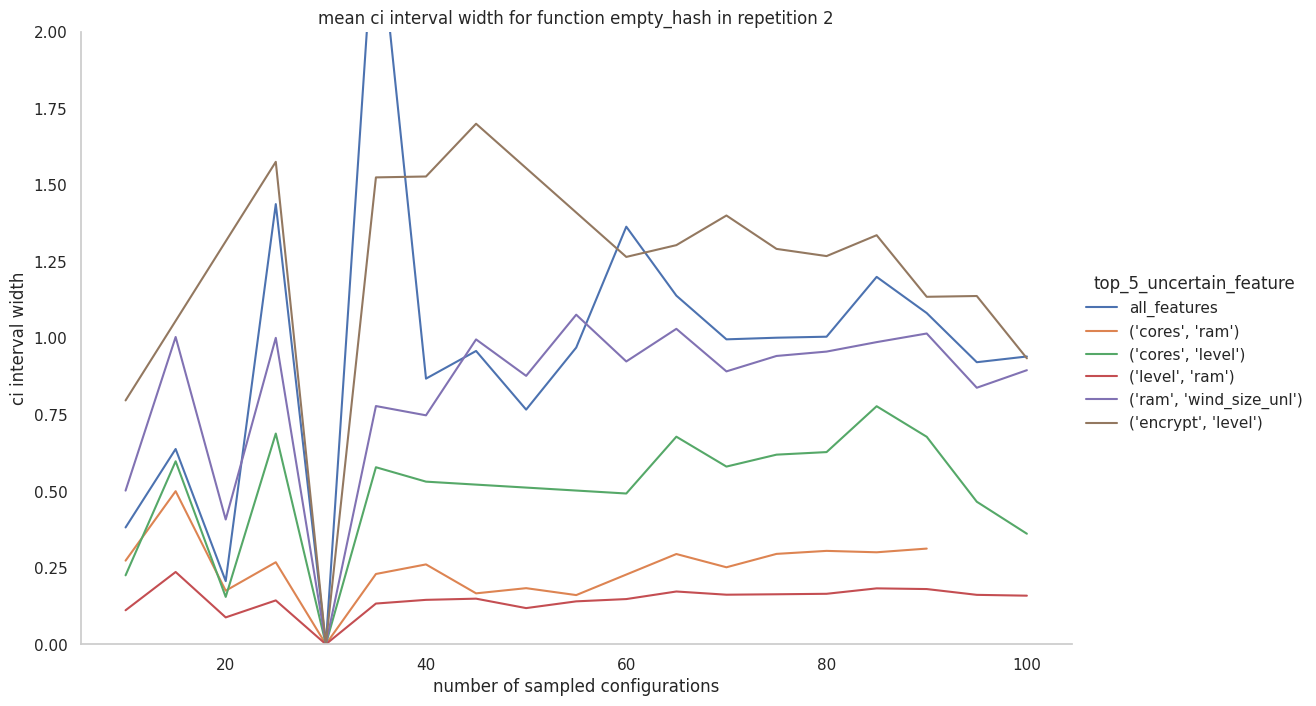 mean ci interval width for function empty_hash in repetition 2
2.00
1.75
1.50
1.25
1.00
0.75
0.50
0.25
0.00
ci interval width
20
40
60
80
100
number of sampled configurations
top_5_uncertain_feature
all_features
('cores', 'ram')
('cores', 'level')
('level', 'ram')
('ram', 'wind_size_unl')
('encrypt', 'level')